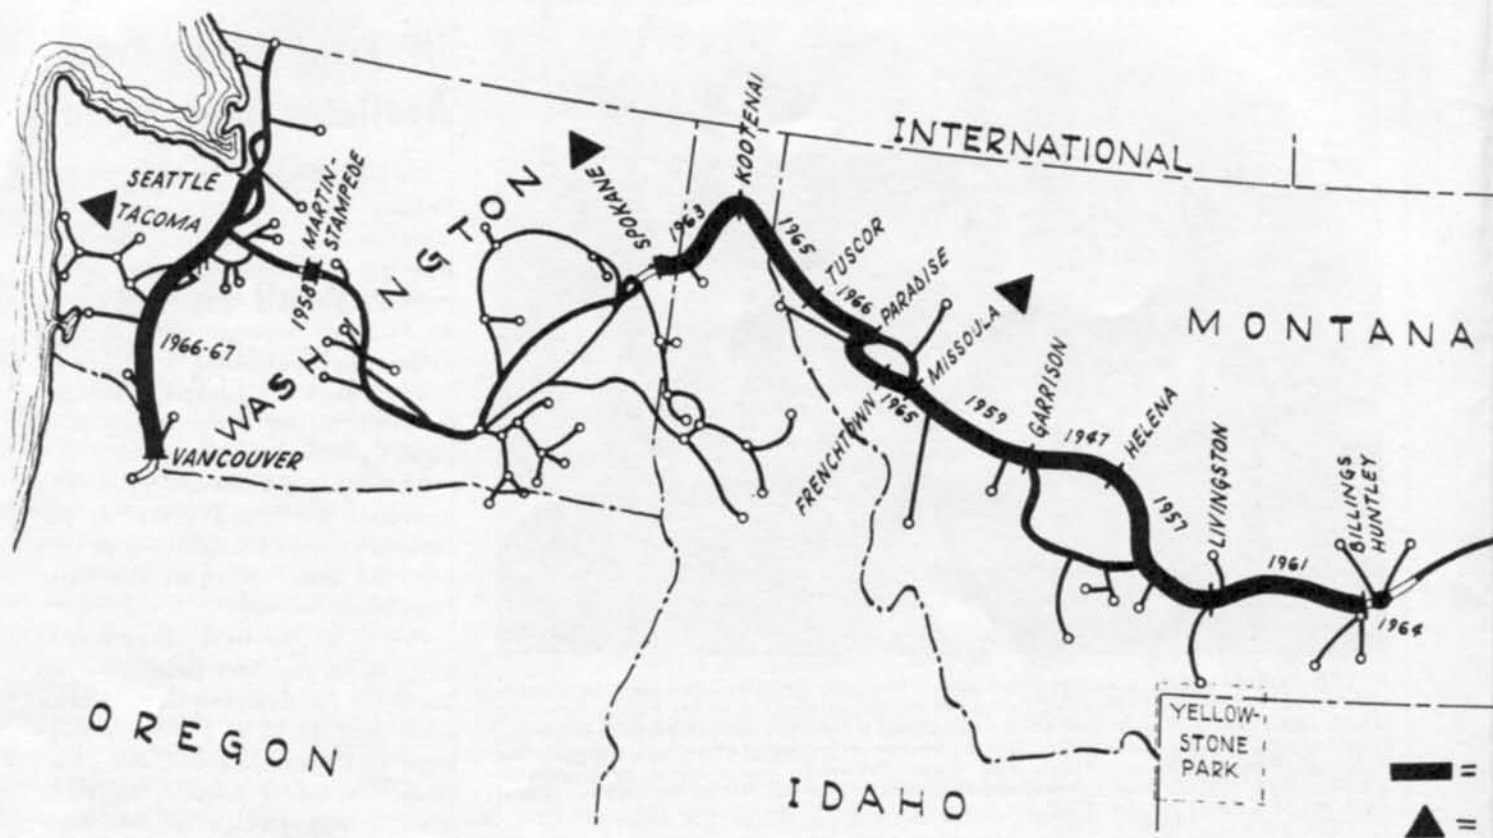 INTERNATIONAL
SEATTLE
TACOMA
MARTIN-
STAMPEDE
1958
1966-67
VANCOUVER
WASHINGTON
SPOKANE
1963
KOOTENAI
1965
TUSCOR
1966
PARADISE
MISSOULA
FRENCHTOWN
1965
1959
GARRISON
1947
HELENA
1957
LIVINGSTON
1961
BILLINGS
HUNTLEY
1964
MONTANA
OREGON
IDAHO
YELLOW-
STONE
PARK
=
=